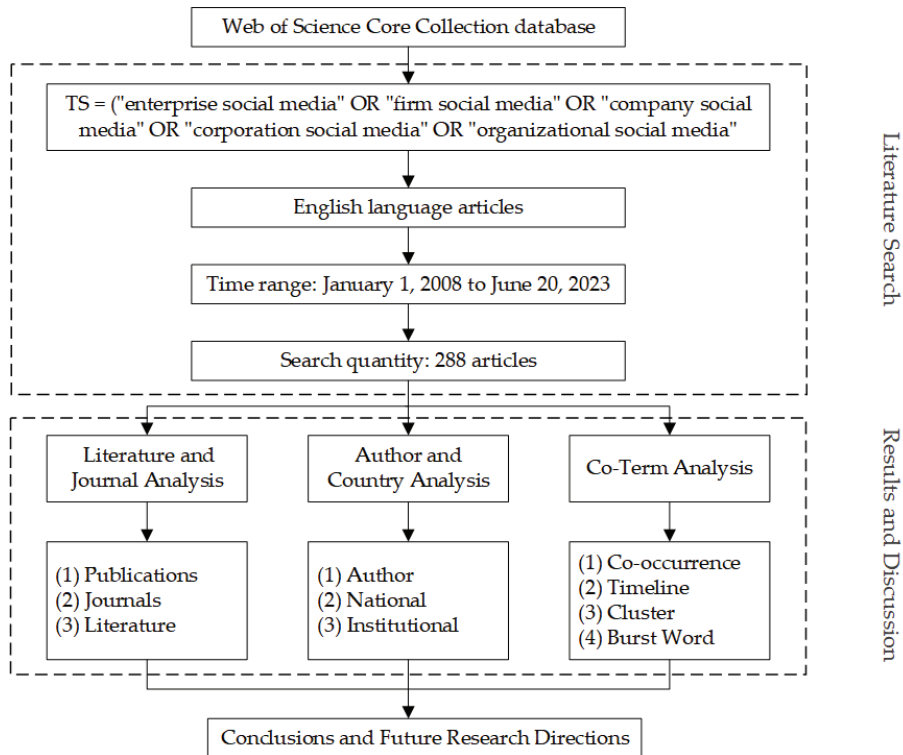 Web of Science Core Collection database
TS = ("enterprise social media" OR "firm social media" OR "company social
media" OR "corporation social media" OR "organizational social media"
English language articles
Time range: January 1, 2008 to June 20, 2023
Search quantity: 288 articles
Literature Search
Literature and
Journal Analysis
Author and
Country Analysis
Co-Term Analysis
(1) Publications
(2) Journals
(3) Literature
(1) Author
(2) National
(3) Institutional
(1) Co-occurrence
(2) Timeline
(3) Cluster
(4) Burst Word
Results and Discussion
Conclusions and Future Research Directions